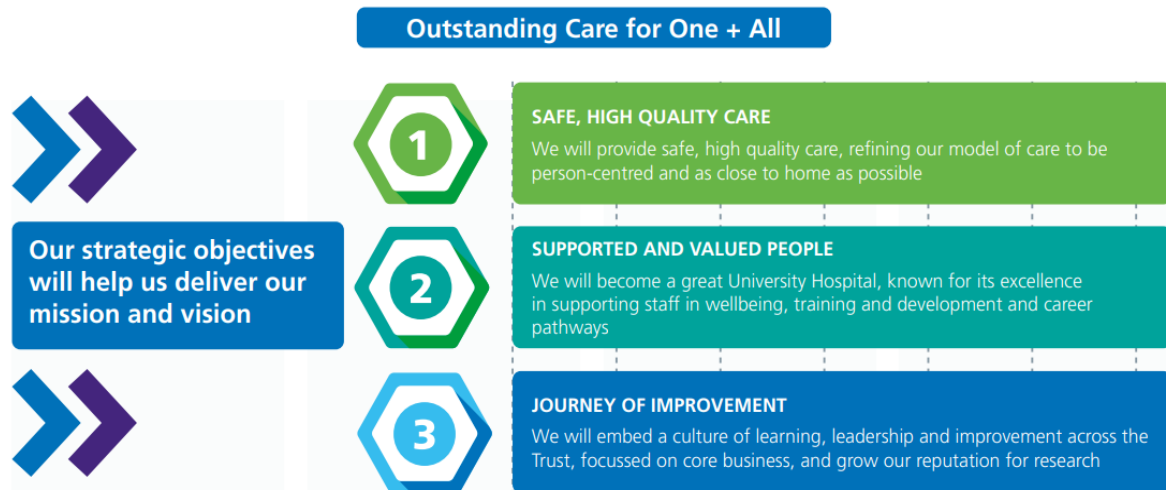 Outstanding Care for One + All
Our strategic objectives
will help us deliver our
mission and vision
1
SAFE, HIGH QUALITY CARE
We will provide safe, high quality care, refining our model of care to be
person-centred and as close to home as possible
2
SUPPORTED AND VALUED PEOPLE
We will become a great University Hospital, known for its excellence
in supporting staff in wellbeing, training and development and career
pathways
3
JOURNEY OF IMPROVEMENT
We will embed a culture of learning, leadership and improvement across the
Trust, focussed on core business, and grow our reputation for research